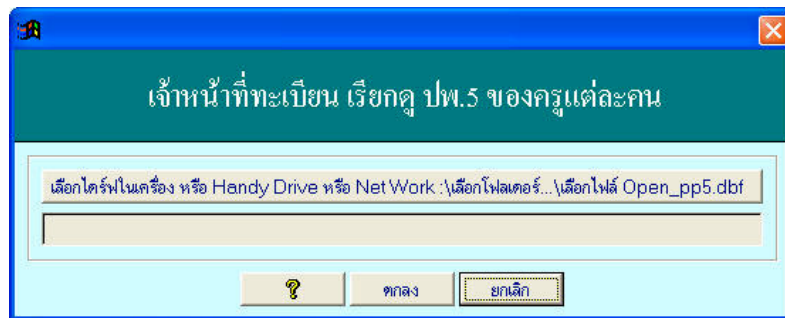 เจ้าหน้าที่ทะเบียน เรียกดู ปพ.5 ของครูแต่ละคน
เลือกไดร์ฟในเครื่อง หรือ Handy Drive หรือ Net Work :\เลือกโฟลเดอร์...\เลือกไฟล์ Open_pp5.dbf
?
ตกลง
ยกเลิก